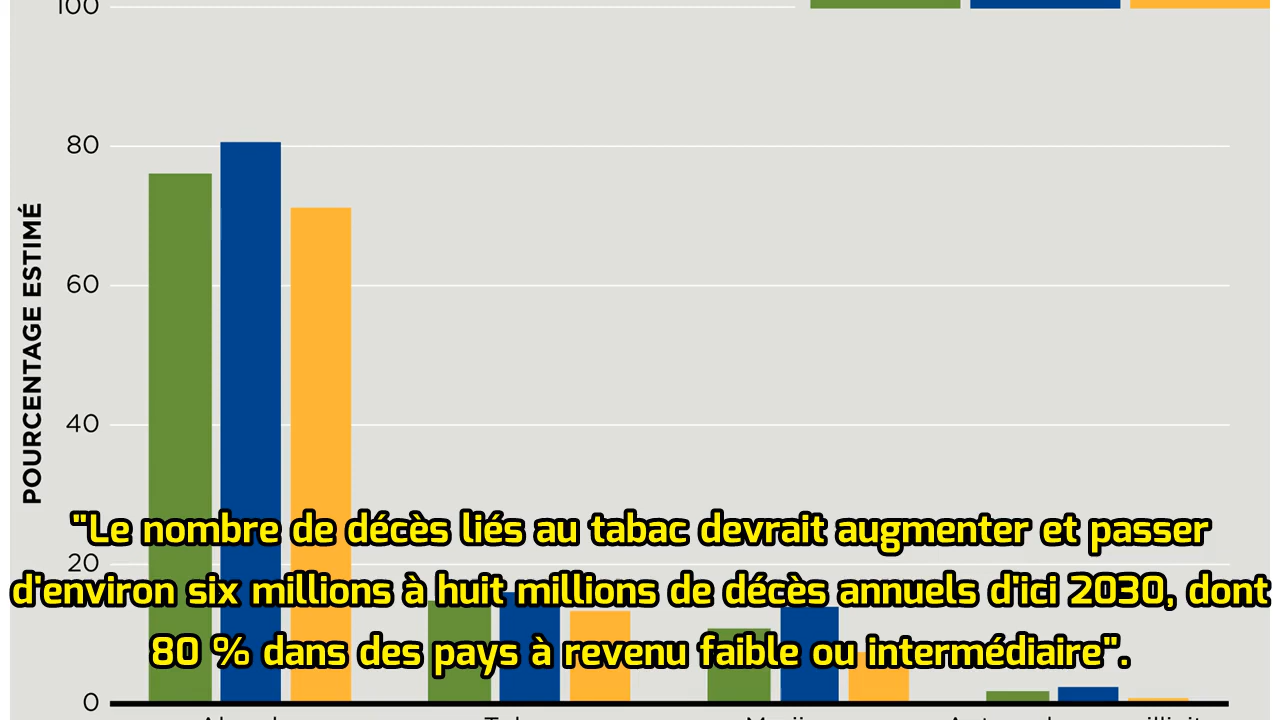 100
80
POURCENTAGE ESTIMÉ
60
40
"Le nombre de décès liés au tabac devrait augmenter et passer
20
d'environ six millions à huit millions de décès annuels d'ici 2030, dont
80 % dans des pays à revenu faible ou intermédiaire".
0